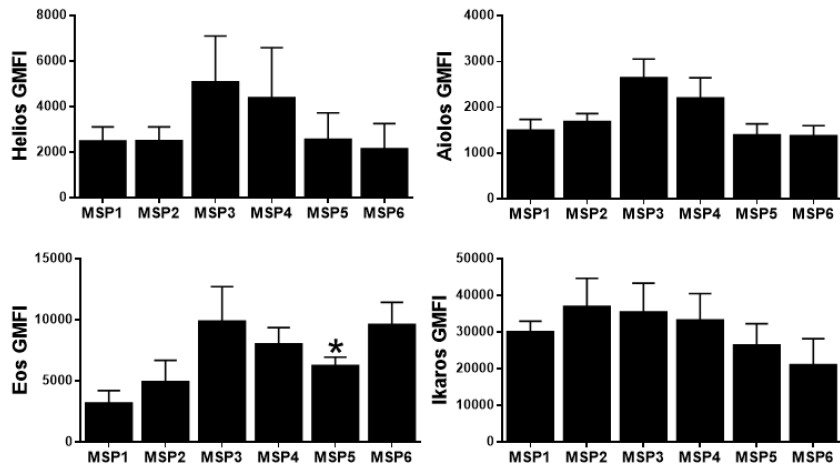 Helios GMFI
8000
6000
4000
2000
0
MSP1 MSP2 MSP3 MSP4 MSP5 MSP6
Aiolos GMFI
4000
3000
2000
1000
0
MSP1 MSP2 MSP3 MSP4 MSP5 MSP6
Eos GMFI
15000
10000
5000
0
*
MSP1 MSP2 MSP3 MSP4 MSP5 MSP6
Ikaros GMFI
50000
40000
30000
20000
10000
0
MSP1 MSP2 MSP3 MSP4 MSP5 MSP6